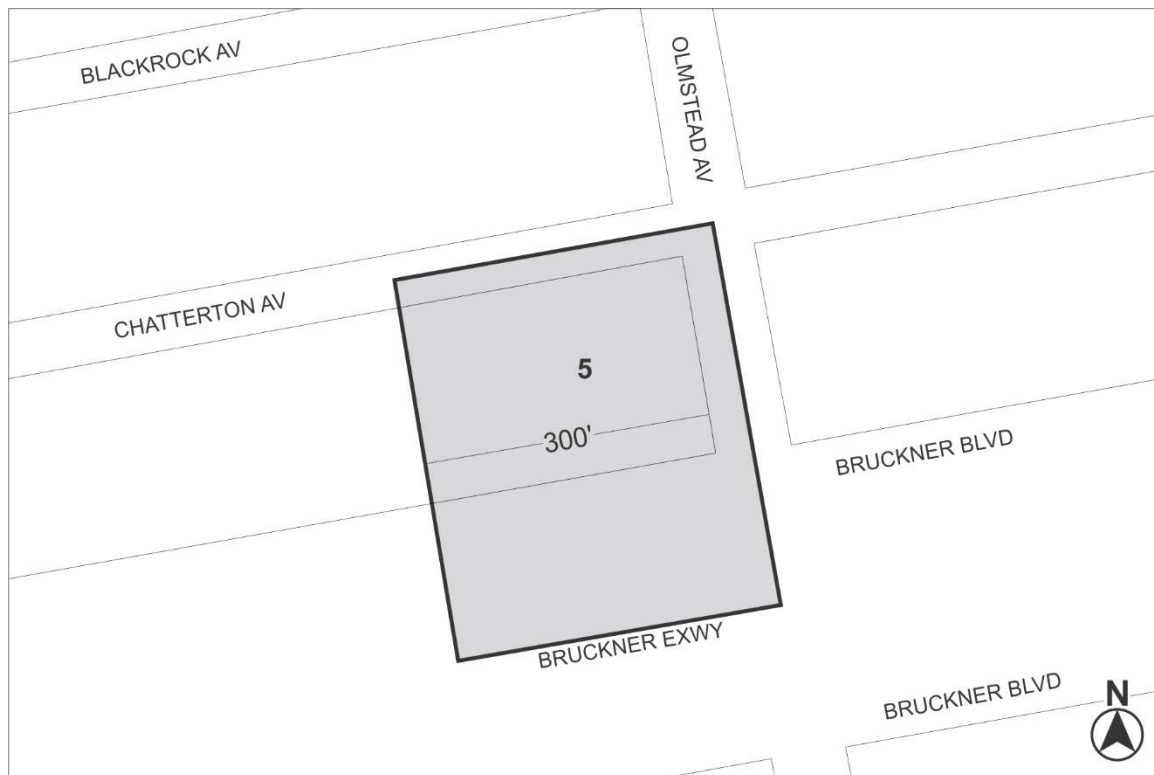 BLACKROCK AV
OLMSTEAD AV
CHATTERTON AV
5
300'
BRUCKNER BLVD
BRUCKNER EXWY
BRUCKNER BLVD
N